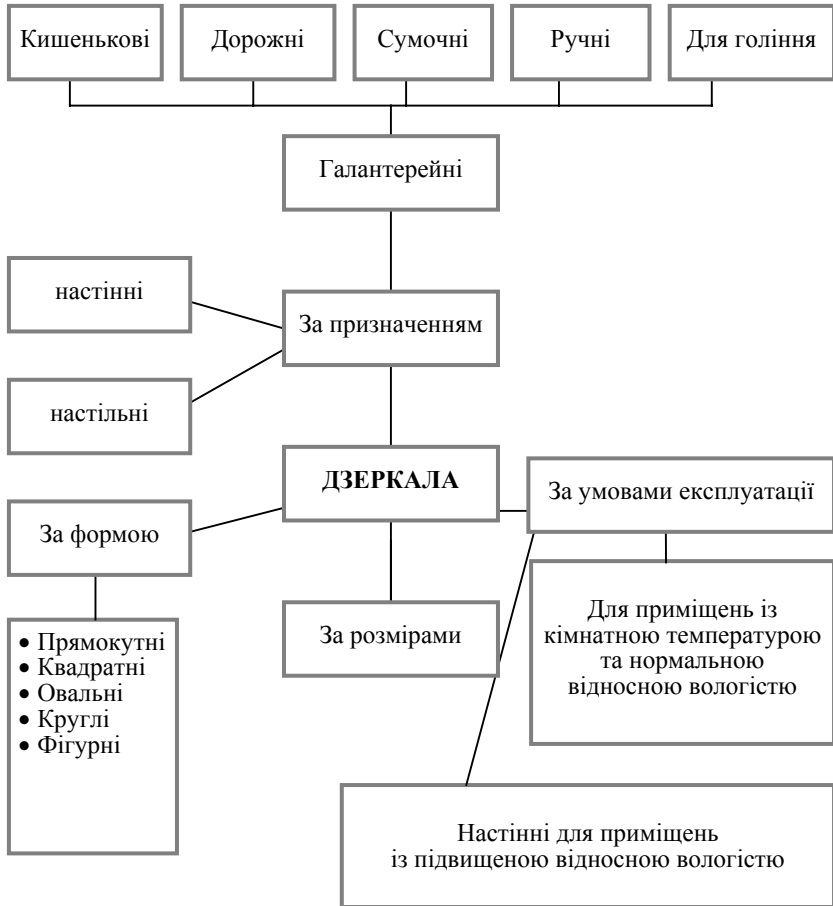 Кишенькові
Дорожні
Сумочні
Ручні
Для гоління
Галантерейні
настінні
За призначенням
настільні
ДЗЕРКАЛА
За умовами експлуатації
За формою
Для приміщень із
кімнатною температурою
та нормальною
відносною вологістю
За розмірами
• Прямокутні
• Квадратні
• Овальні
• Круглі
• Фігурні
Настінні для приміщень
із підвищеною відносною вологістю